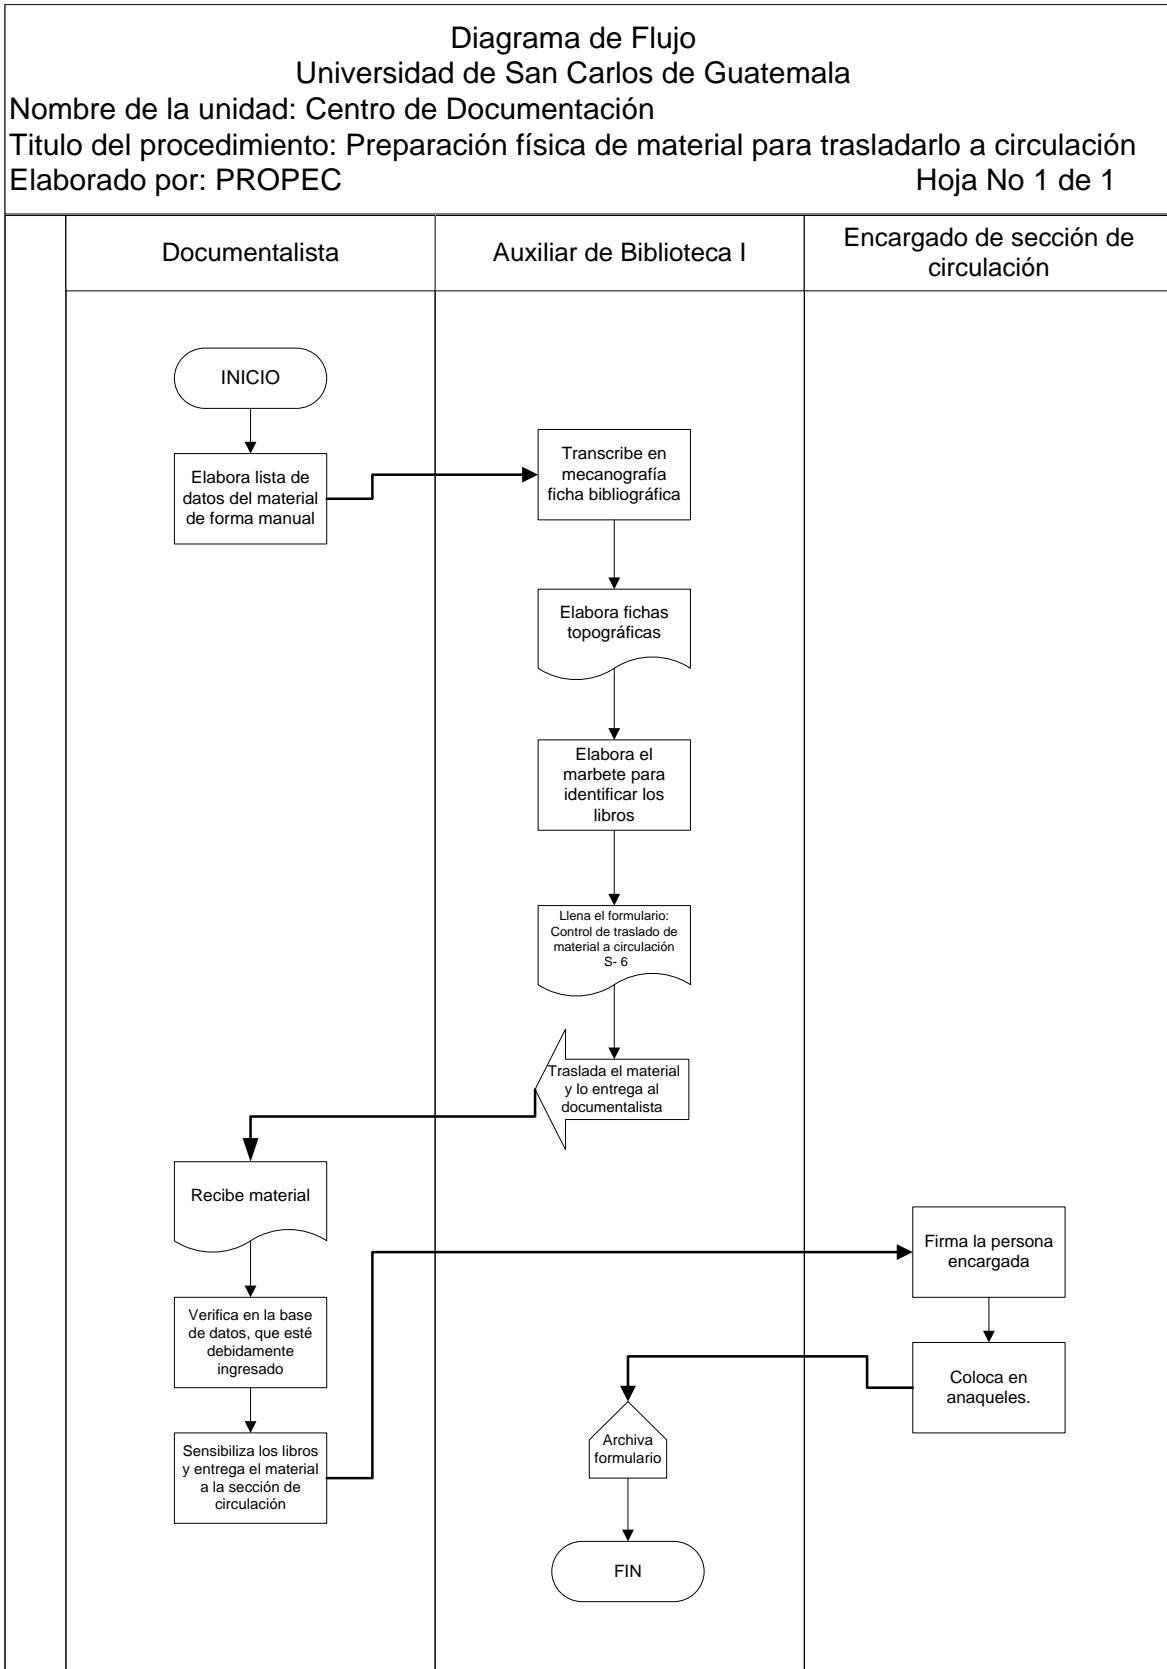 Diagrama de Flujo
Universidad de San Carlos de Guatemala
Nombre de la unidad: Centro de Documentación
Titulo del procedimiento: Preparación física de material para trasladarlo a circulación
Elaborado por: PROPEC Hoja No 1 de 1
Documentalista
Auxiliar de Biblioteca I
Encargado de sección de
circulación
INICIO
Elabora lista de
datos del material
de forma manual
Transcribe en
mecanografía
ficha bibliográfica
Elabora fichas
topográficas
Elabora el
marbete para
identificar los
libros
Llena el formulario:
Control de traslado de
material a circulación
S- 6
Traslada el material
y lo entrega al
documentalista
Recibe material
Verifica en la base
de datos, que esté
debidamente
ingresado
Sensibiliza los libros
y entrega el material
a la sección de
circulación
Firma la persona
encargada
Coloca en
anaqueles.
Archiva
formulario
FIN